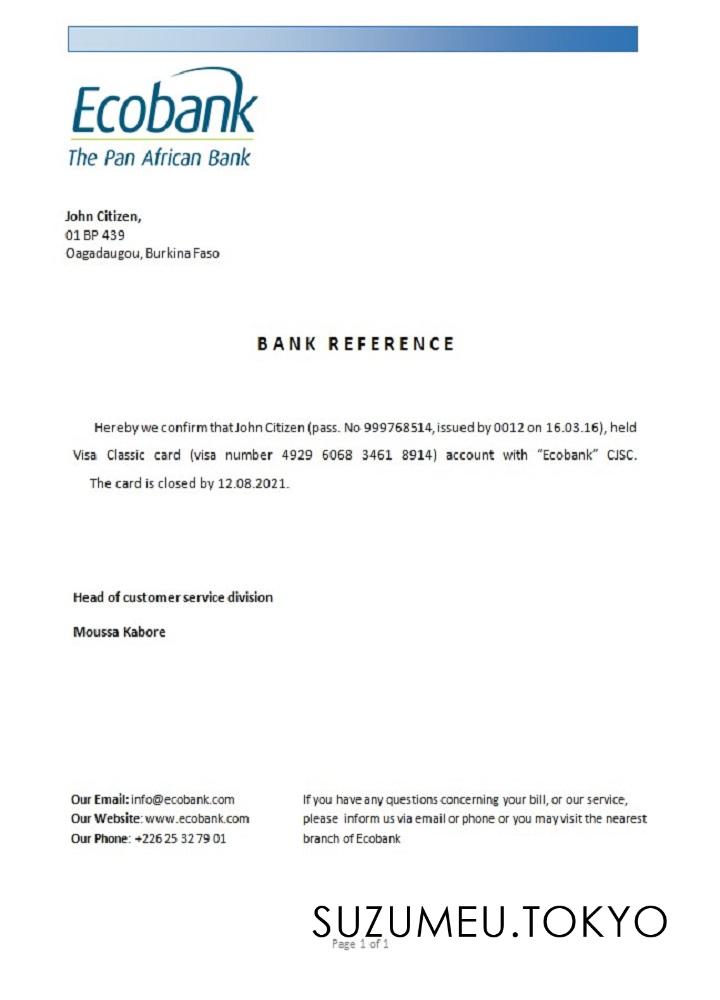 Ecobank
The Pan African Bank
John Citizen,
01 BP 439
Oagadaugou, Burkina Faso
BANK REFERENCE
Hereby we confirm that John Citizen (pass. No 999768514, issued by 0012 on 16.03.16), held
Visa Classic card (visa number 4929 6068 3461 8914) account with “Ecobank” CJSC.
The card is closed by 12.08.2021.
Head of customer service division
Moussa Kabore
Our Email: info@ecobank.com
Our Website: www.ecobank.com
Our Phone: +226 25 32 79 01
If you have any questions concerning your bill, or our service,
please inform us via email or phone or you may visit the nearest
branch of Ecobank
SUZUMEU.TOKYO
Page 1 of 1